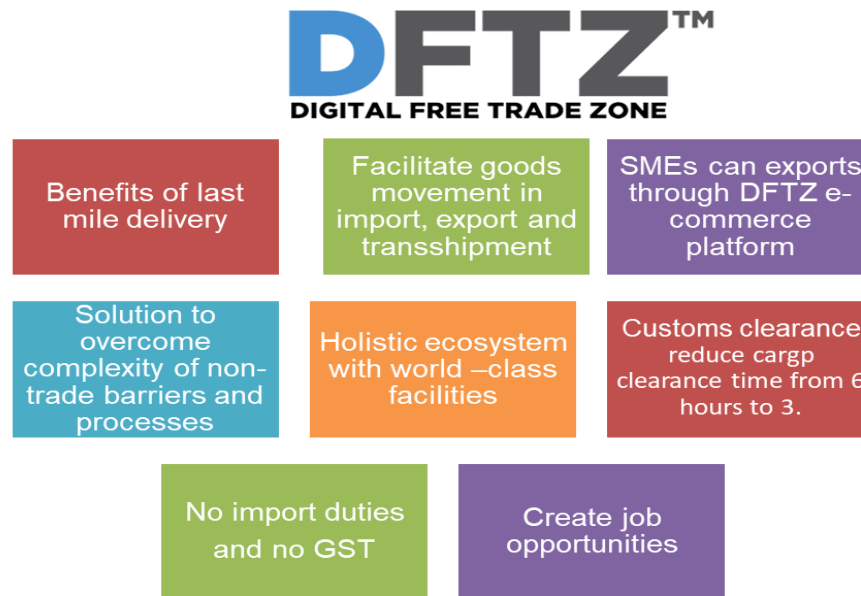 DFTZ™
DIGITAL FREE TRADE ZONE
Benefits of last
mile delivery
Facilitate goods
movement in
import, export and
transshipment
SMEs can exports
through DFTZ e-
commerce
platform
Solution to
overcome
complexity of non-
trade barriers and
processes
Holistic ecosystem
with world –class
facilities
Customs clearance
reduce cargp
clearance time from 6
hours to 3.
No import duties
and no GST
Create job
opportunities